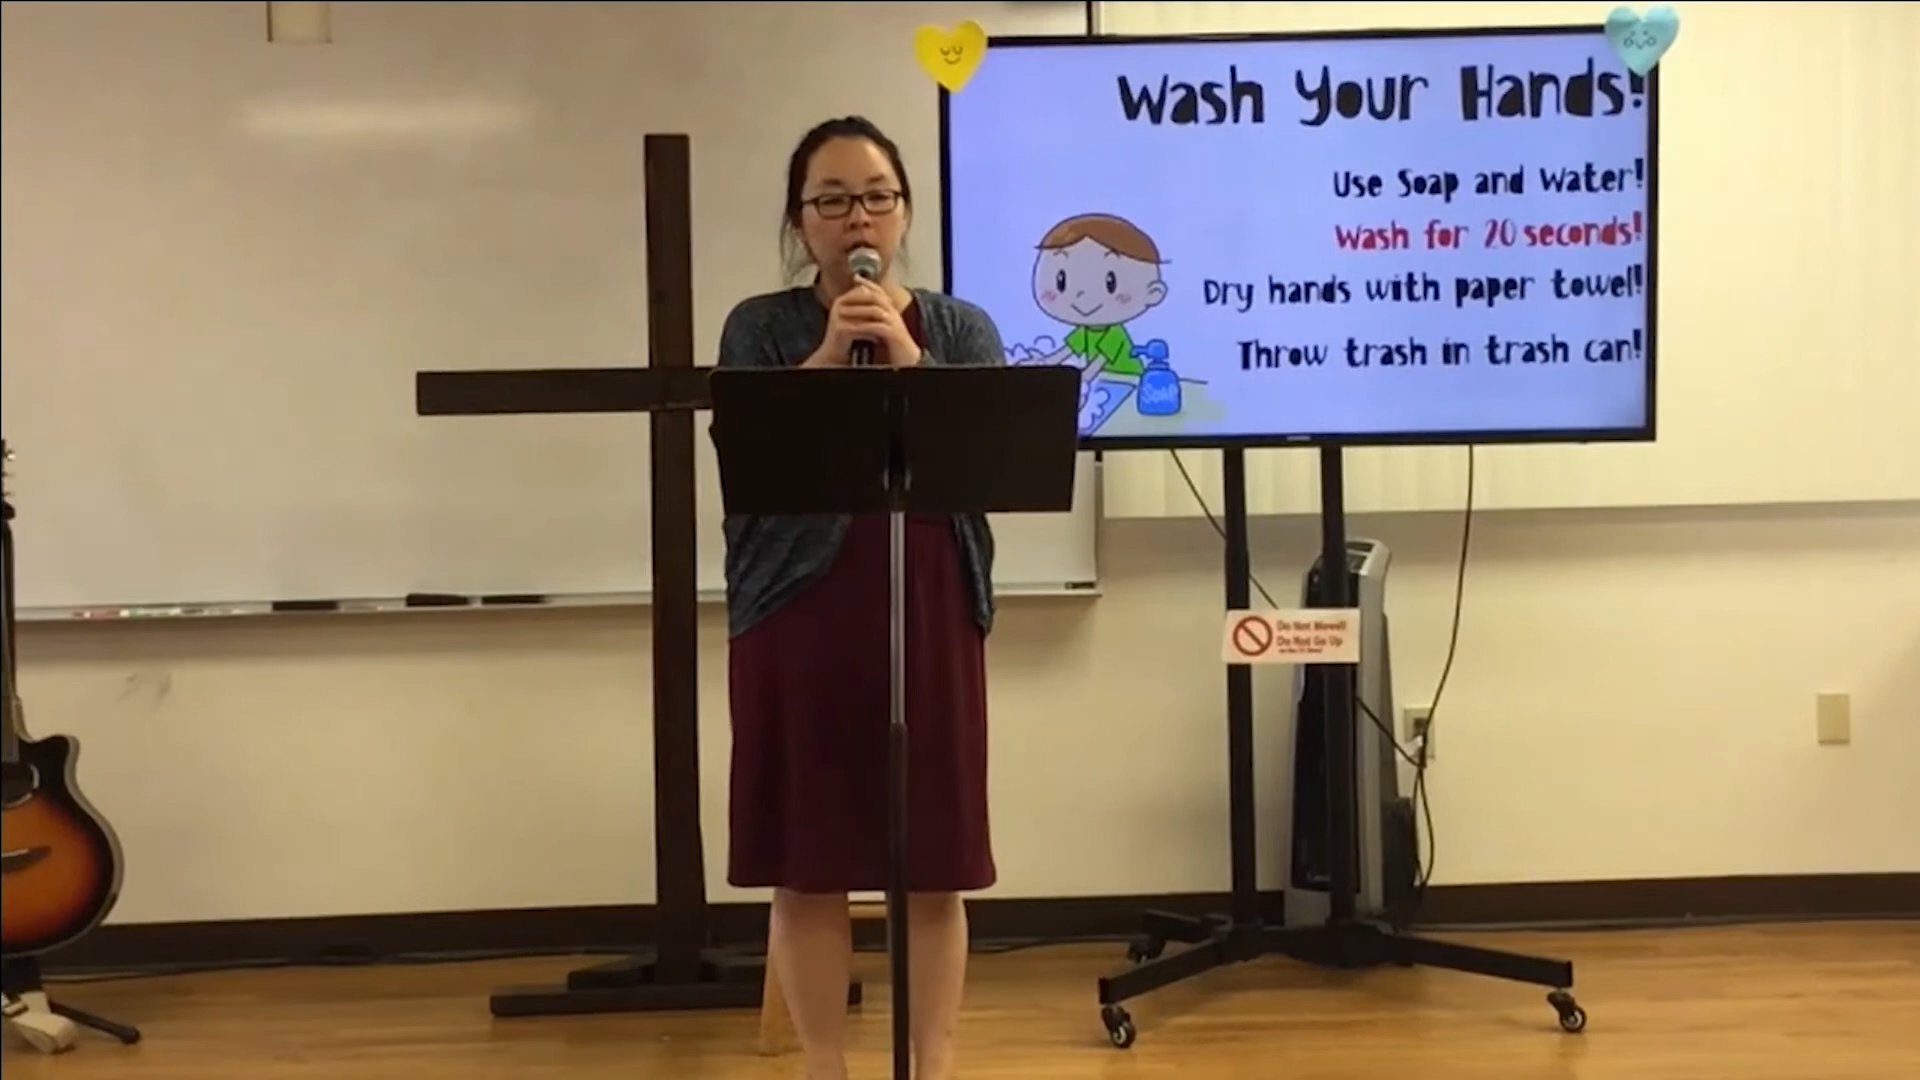 Wash Your Hands!
Use Soap and Water!
Wash for 20 seconds!
Dry hands with paper towel!
Throw trash in trash can!
Soap
Do Not Move!!
Do Not Go Up